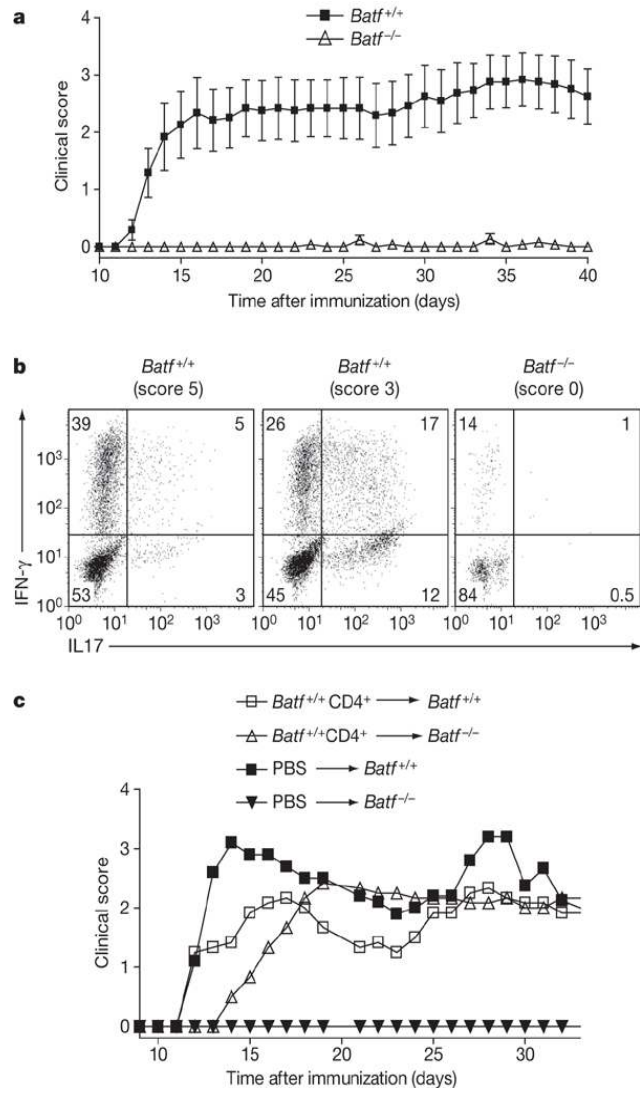 a
Batf+/+
Batf−/−
Clinical score
4
3
2
1
0
10 15 20 25 30 35 40
Time after immunization (days)
b
Batf+/+ Batf+/+ Batf−/−
(score 5) (score 3) (score 0)
IFN-γ
10³
10²
10¹
10⁰
39 5 26 17 14 1
53 3 45 12 84 0.5
10⁰ 10¹ 10² 10³ 10⁰ 10¹ 10² 10³ 10⁰ 10¹ 10² 10³
IL17
c
Batf+/+ CD4+ → Batf+/+
Batf+/+CD4+ → Batf−/−
PBS → Batf+/+
PBS → Batf−/−
Clinical score
4
3
2
1
0
10 15 20 25 30
Time after immunization (days)